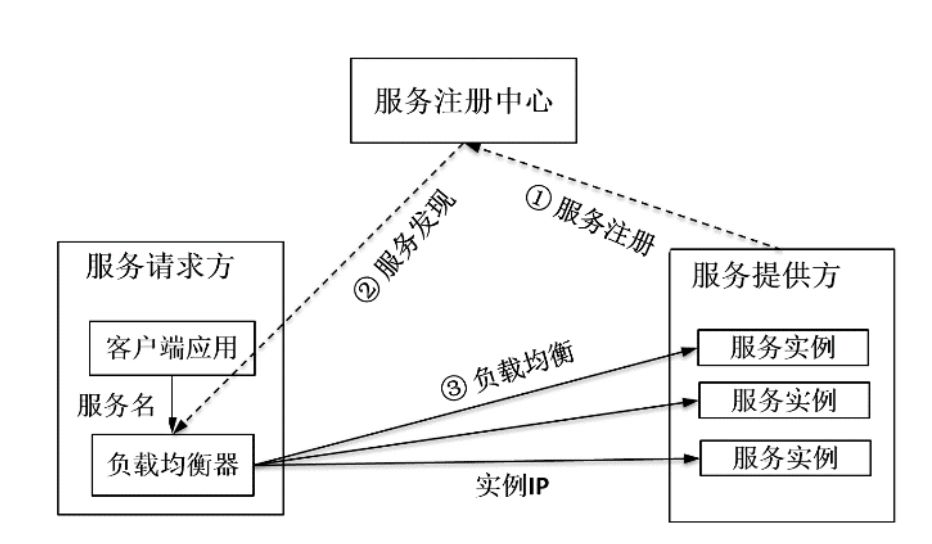 服务注册中心
① 服务注册
② 服务发现
服务请求方
客户端应用
服务名
负载均衡器
③ 负载均衡
实例IP
服务提供方
服务实例
服务实例
服务实例